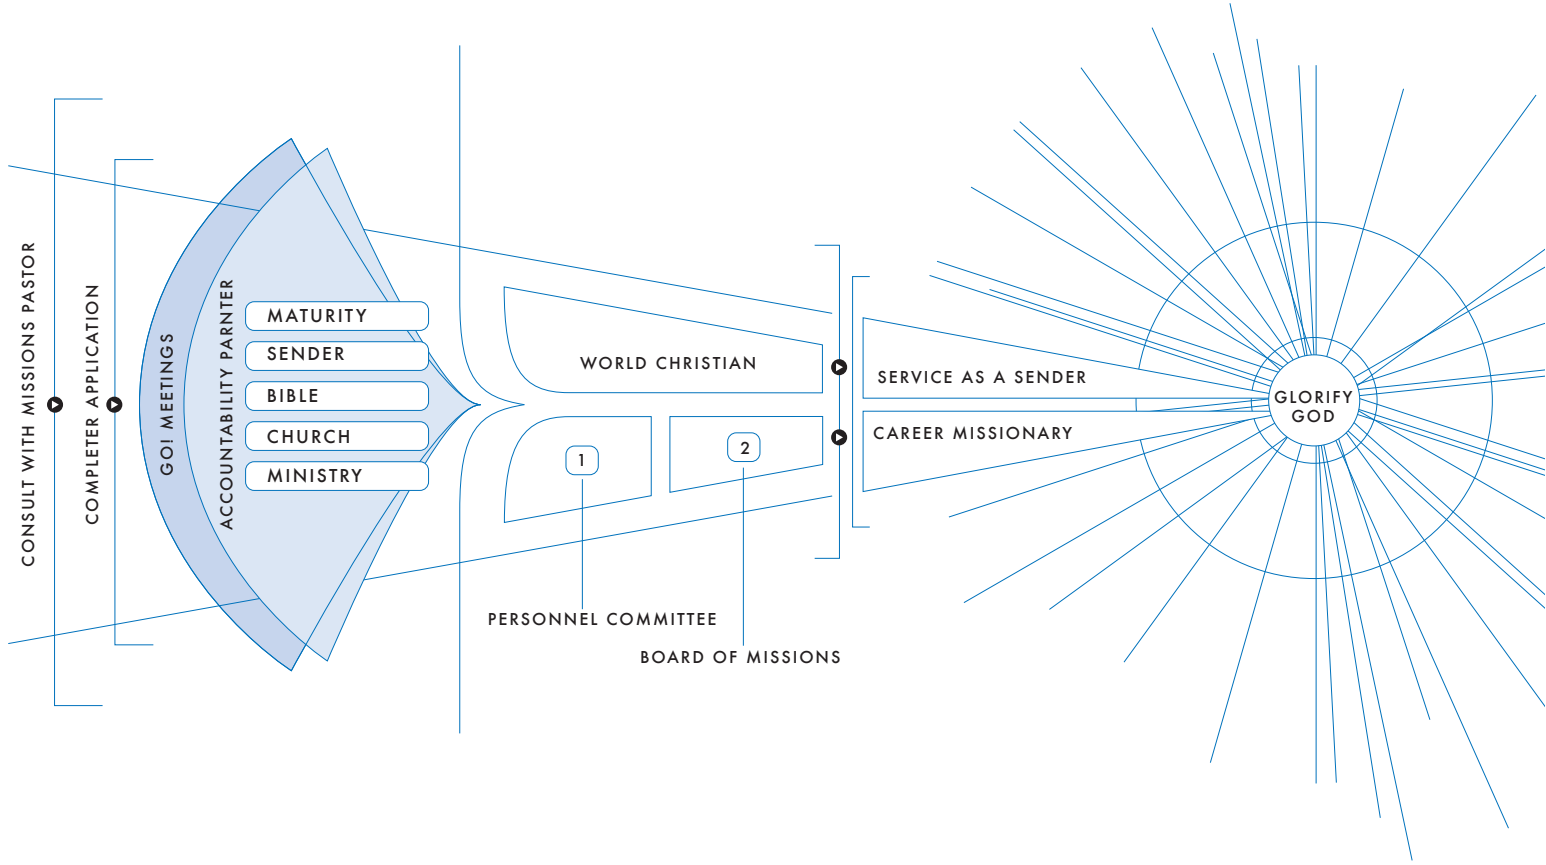 CONSULT WITH MISSIONS PASTOR
COMPLETER APPLICATION
GO! MEETINGS
ACCOUNTABILITY PARNTER
MATURITY
SENDER
BIBLE
CHURCH
MINISTRY
WORLD CHRISTIAN
1
2
PERSONNEL COMMITTEE
BOARD OF MISSIONS
SERVICE AS A SENDER
CAREER MISSIONARY
GLORIFY
GOD